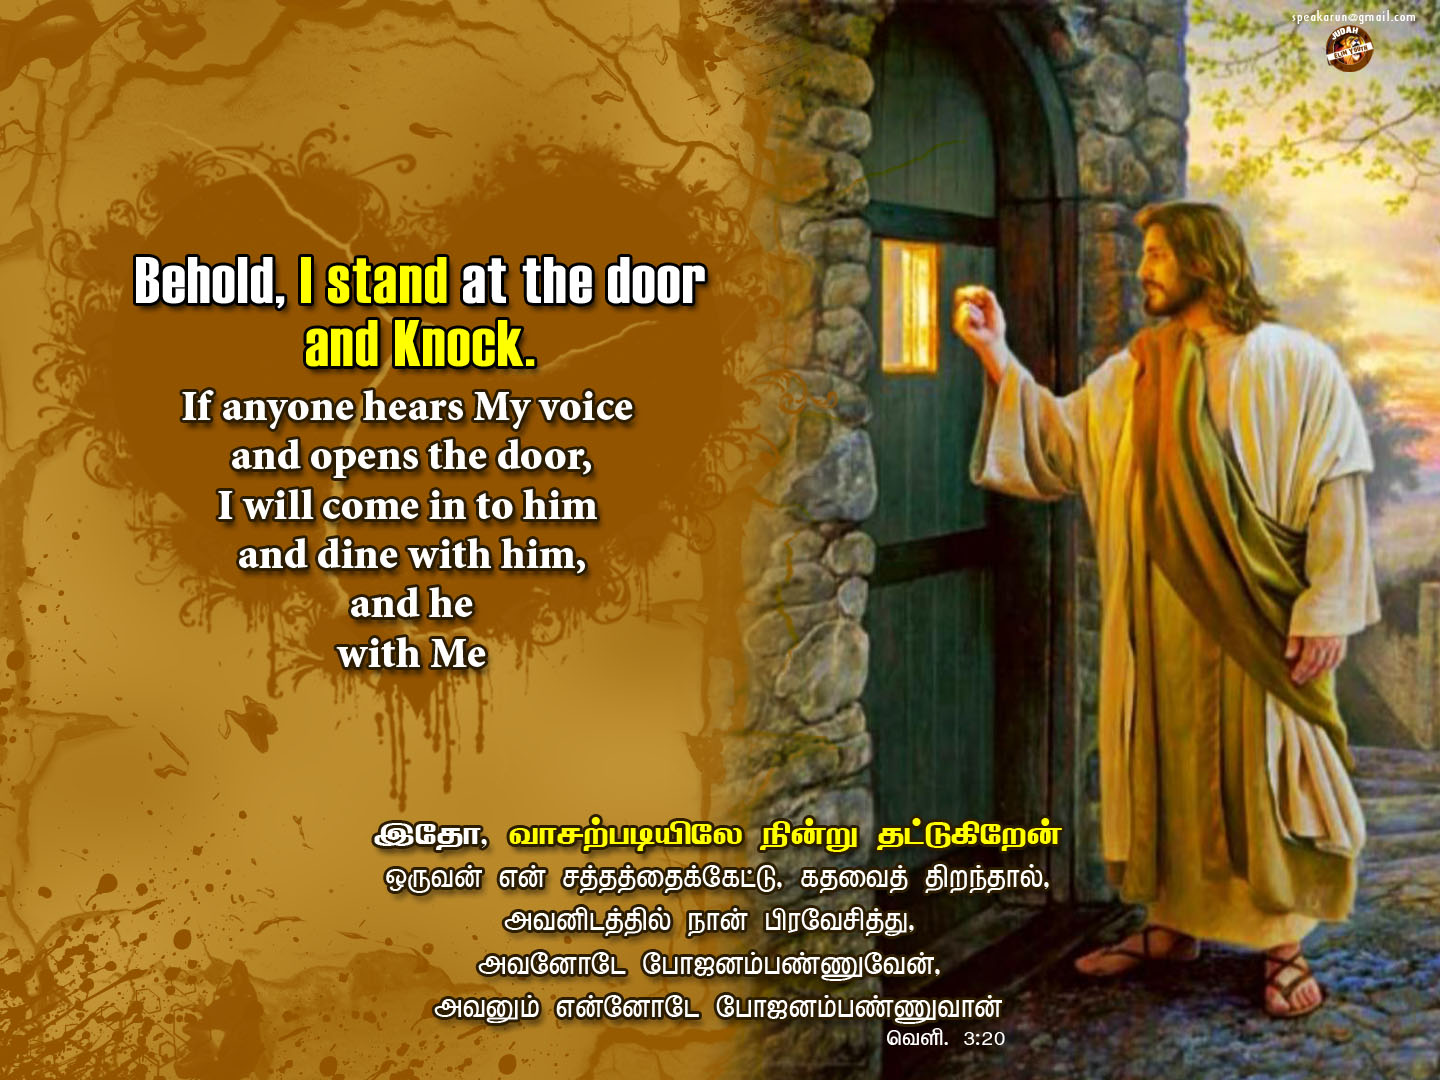 speakarun@gmail.com
JUDAH
Behold, I stand at the door
and Knock.
If anyone hears My voice
and opens the door,
I will come in to him
and dine with him,
and he
with Me
இதோ, வாசற்படியிலே நின்று தட்டுகிறேன்
ஒருவன் என் சத்தத்தைக்கேட்டு, கதவைத் திறந்தால்,
அவனிடத்தில் நான் பிரவேசித்து,
அவனோடே போஜனம்பண்ணுவேன்,
அவனும் என்னோடே போஜனம்பண்ணுவான்
வெளி. 3:20